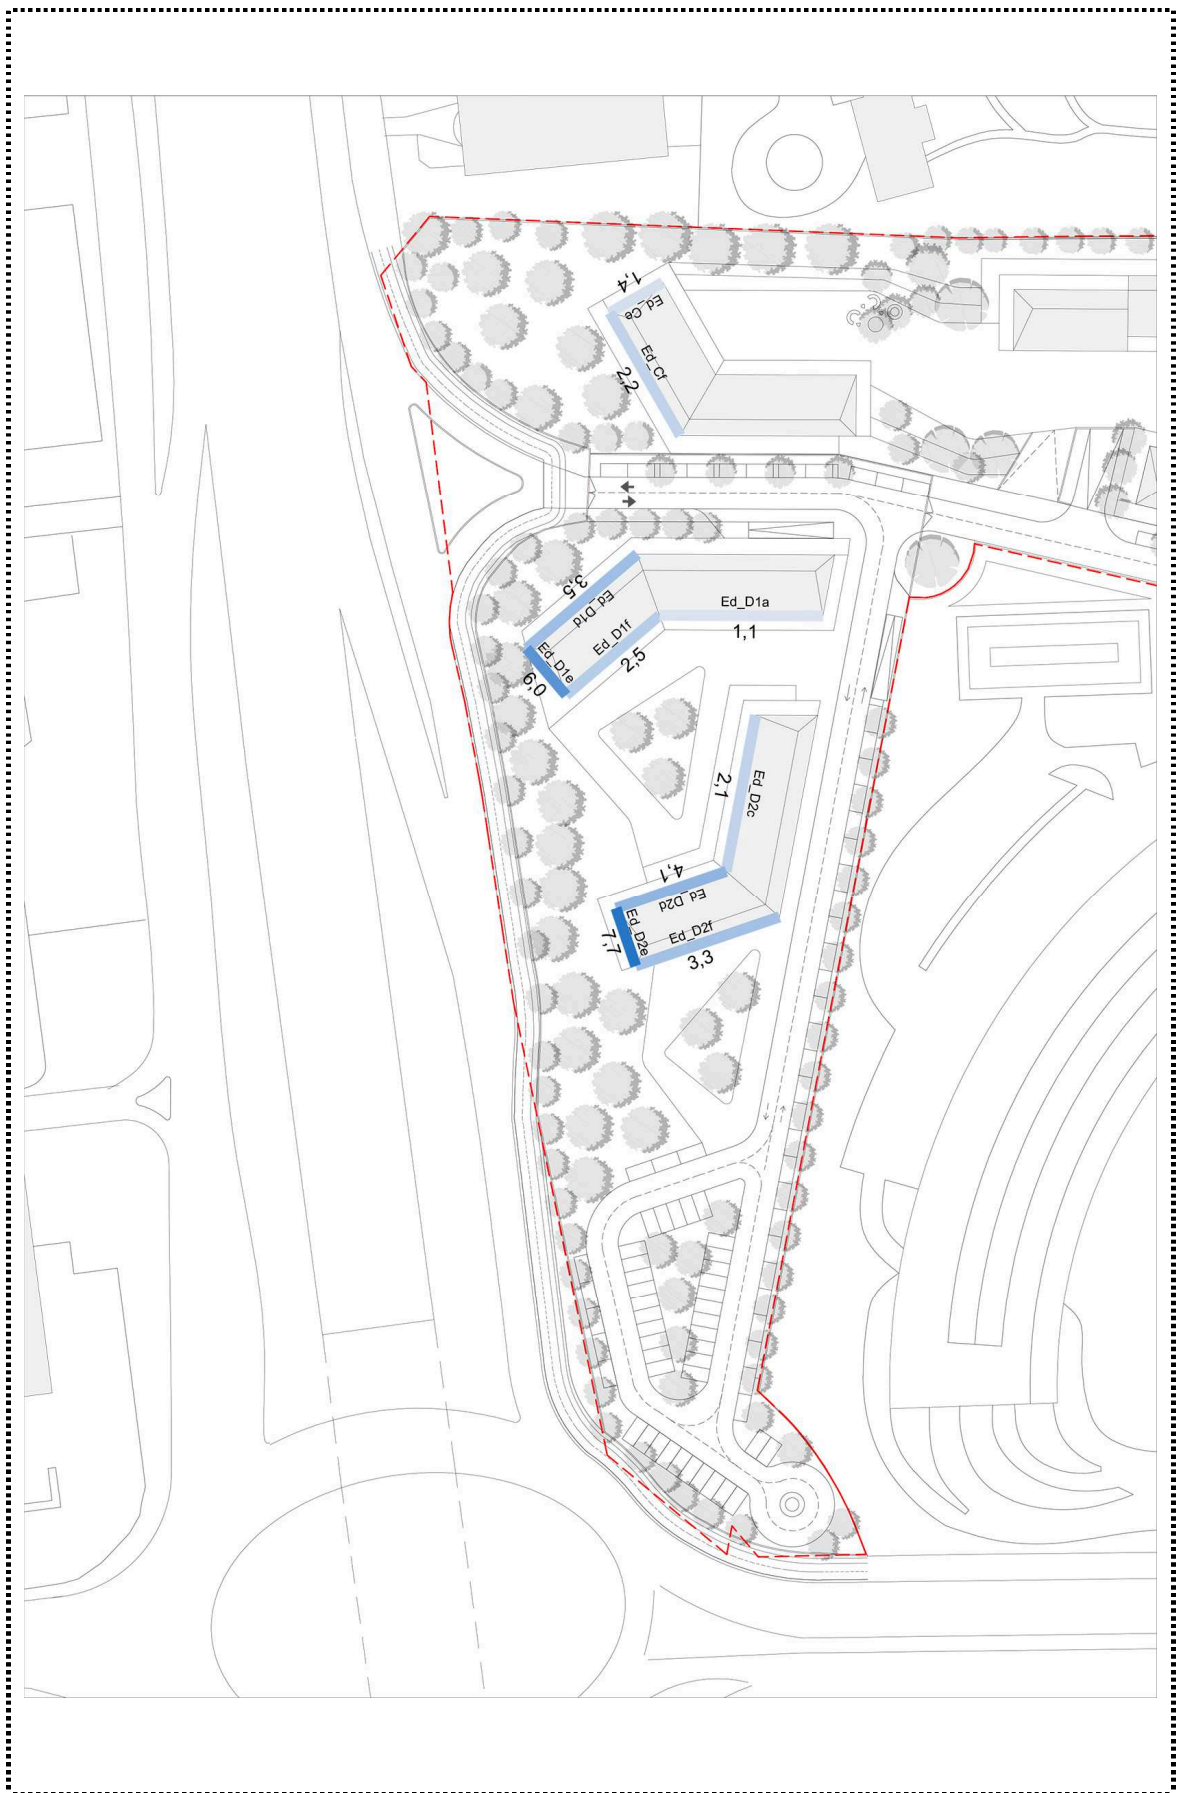 1,4
Ed_Ce
Ed_Cf
2,2
3,5
Ed_D1d
Ed_D1a
1,1
Ed_D1f
2,5
Ed_D1e
6,0
Ed_D2c
2,1
4,1
Ed_D2d
Ed_D2e
7,7
Ed_D2f
3,3